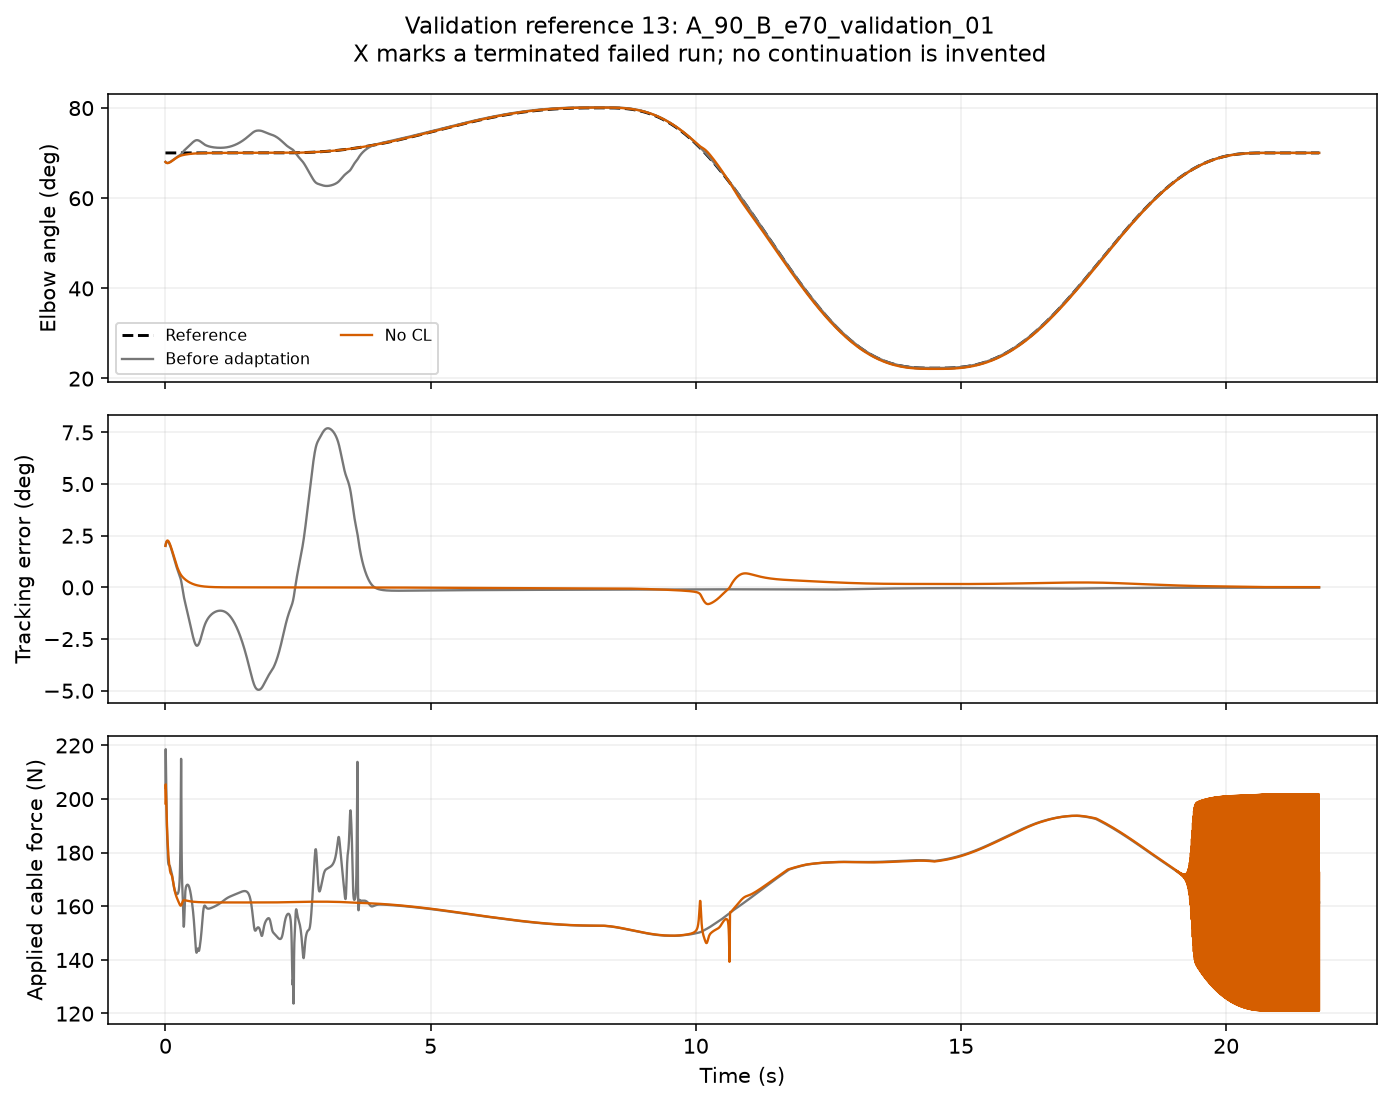 Validation reference 13: A_90_B_e70_validation_01
X marks a terminated failed run; no continuation is invented
80
60
40
20
Elbow angle (deg)
Reference
Before adaptation
No CL
7.5
5.0
2.5
0.0
−2.5
−5.0
Tracking error (deg)
220
200
180
160
140
120
Applied cable force (N)
0 5 10 15 20
Time (s)